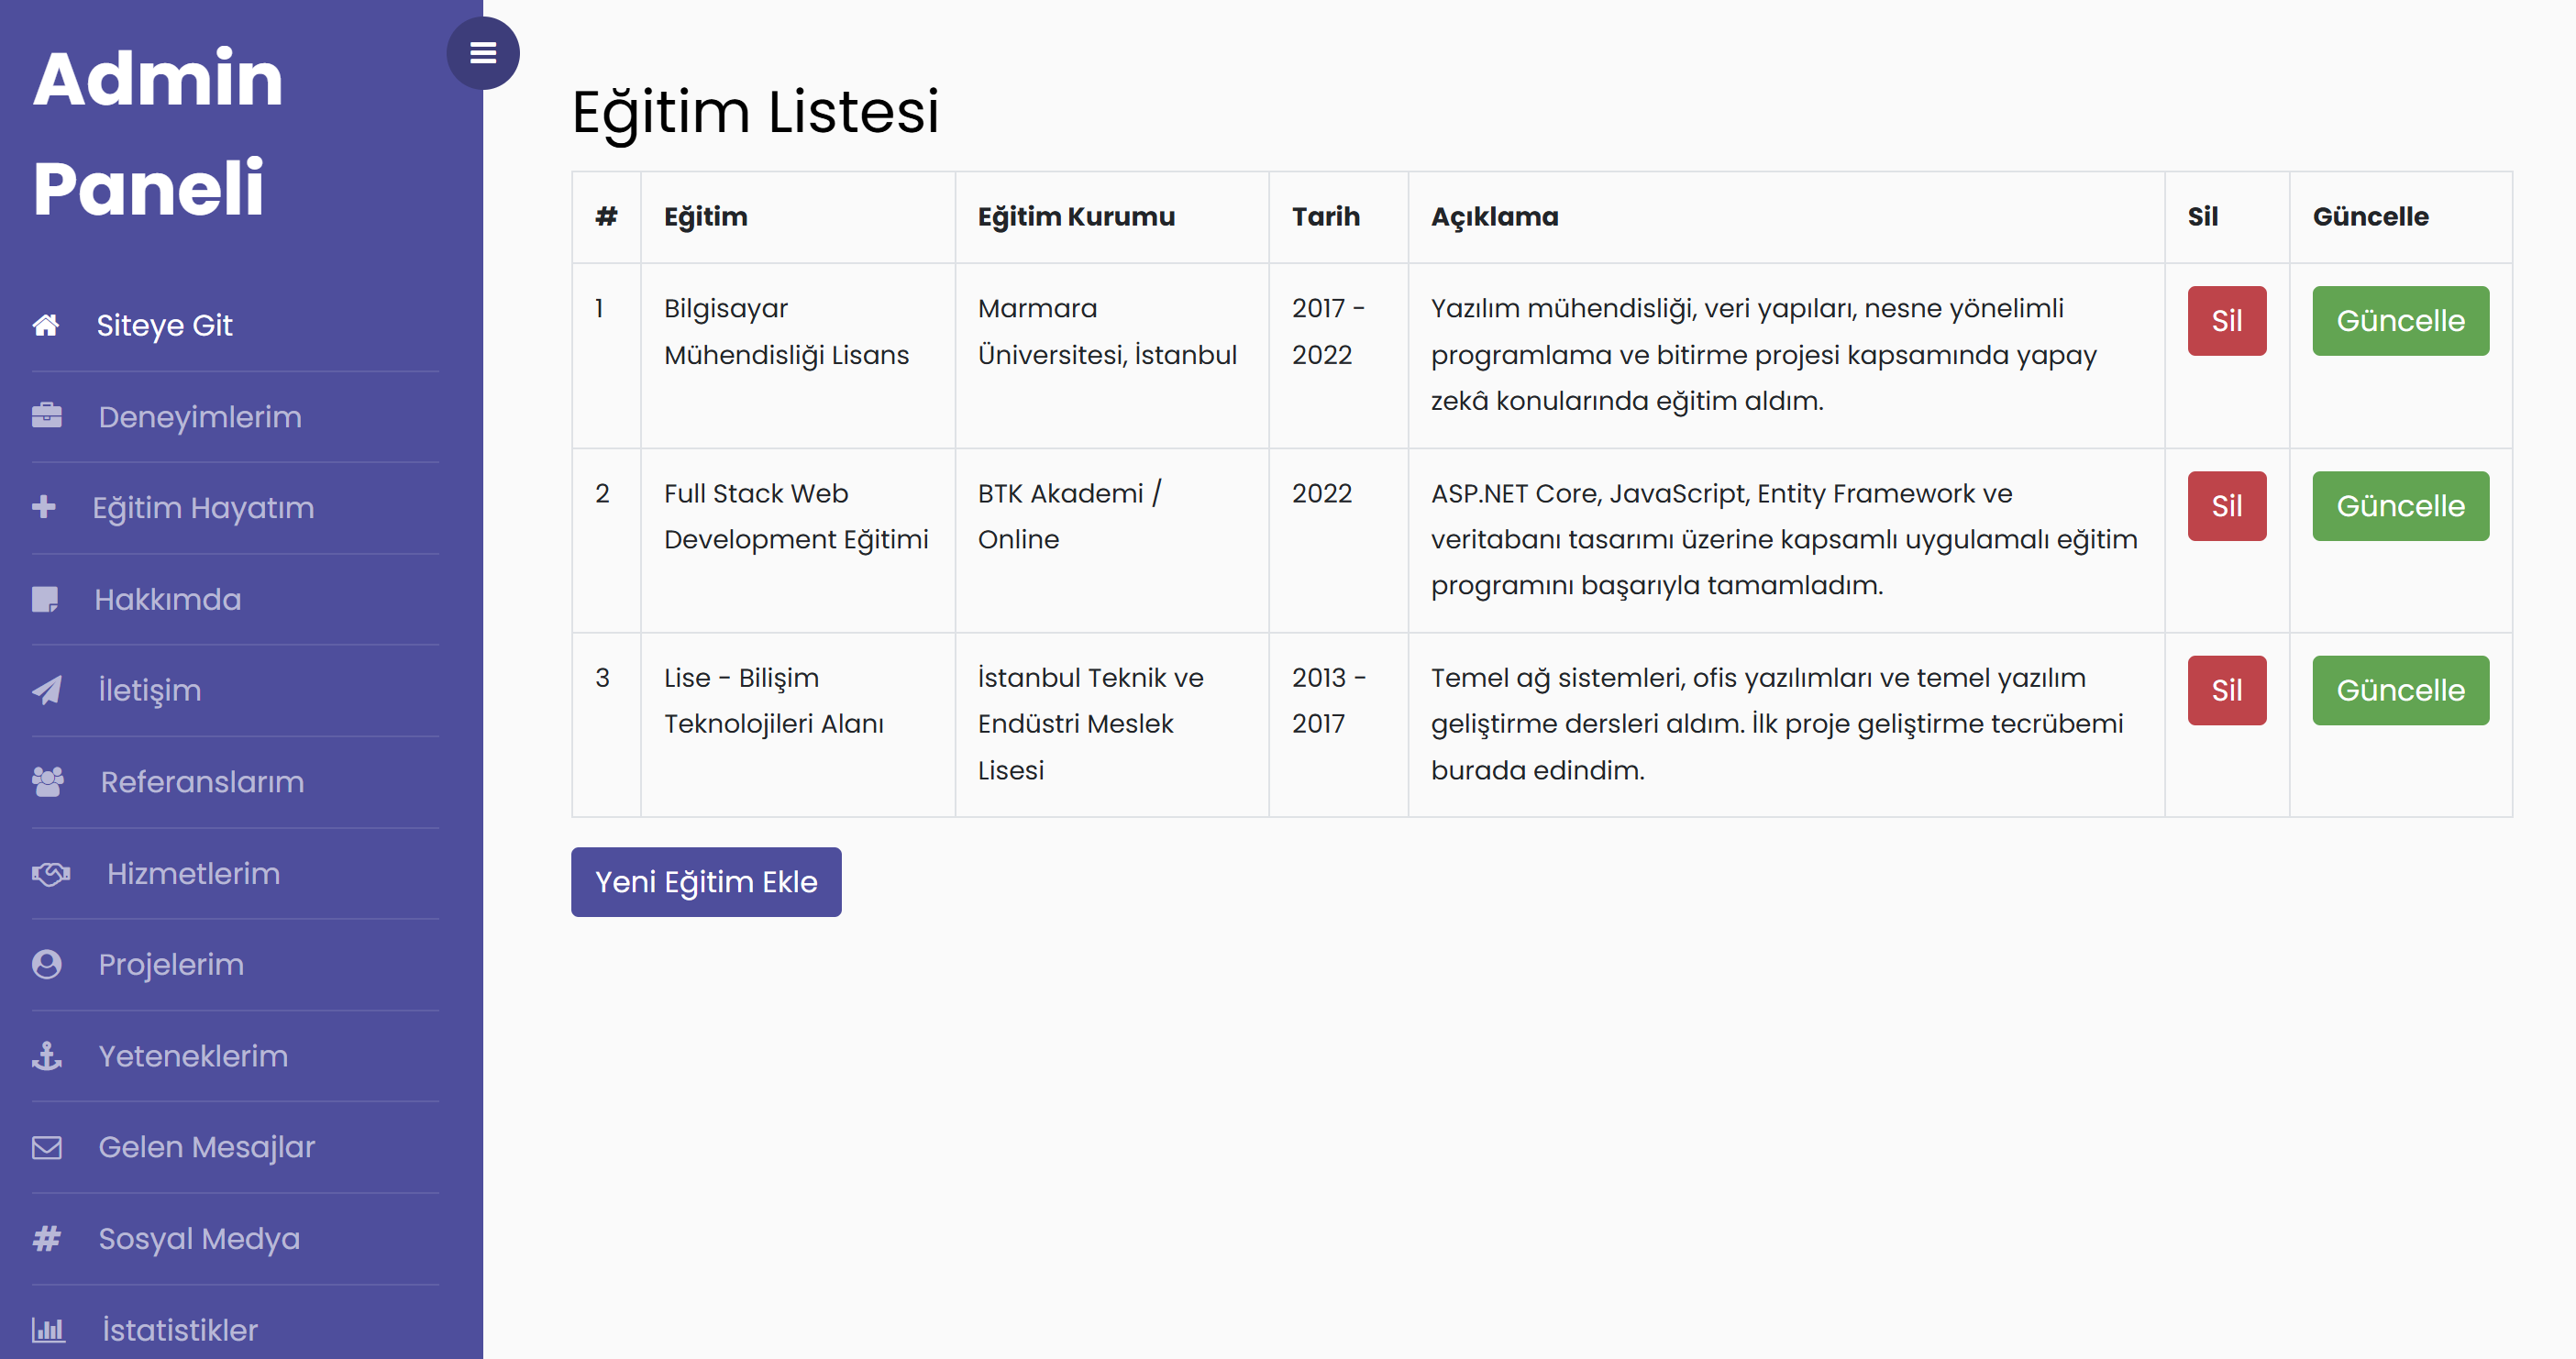 Admin
Paneli
Siteye Git
Deneyimlerim
Eğitim Hayatım
Hakkımda
İletişim
Referanslarım
Hizmetlerim
Projelerim
Yeteneklerim
Gelen Mesajlar
Sosyal Medya
İstatistikler
Eğitim Listesi
# Eğitim Eğitim Kurumu Tarih Açıklama Sil Güncelle
1
Bilgisayar
Mühendisliği Lisans
Marmara
Üniversitesi, İstanbul
2017 -
2022
Yazılım mühendisliği, veri yapıları, nesne yönelimli
programlama ve bitirme projesi kapsamında yapay
zekâ konularında eğitim aldım.
Sil
Güncelle
2
Full Stack Web
Development Eğitimi
BTK Akademi /
Online
2022
ASP.NET Core, JavaScript, Entity Framework ve
veritabanı tasarımı üzerine kapsamlı uygulamalı eğitim
programını başarıyla tamamladım.
Sil
Güncelle
3
Lise - Bilişim
Teknolojileri Alanı
İstanbul Teknik ve
Endüstri Meslek
Lisesi
2013 -
2017
Temel ağ sistemleri, ofis yazılımları ve temel yazılım
geliştirme dersleri aldım. İlk proje geliştirme tecrübemi
burada edindim.
Sil
Güncelle
Yeni Eğitim Ekle